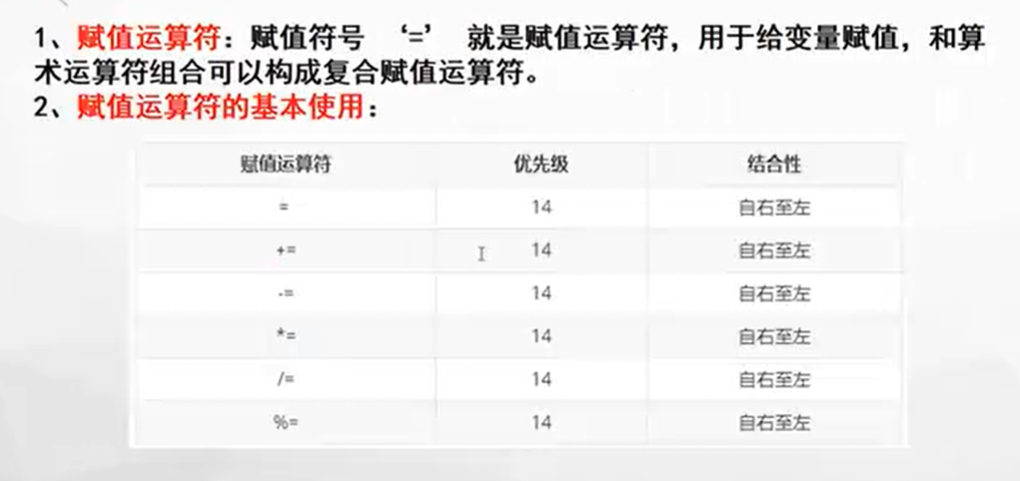 1、赋值运算符：赋值符号 ‘=’ 就是赋值运算符，用于给变量赋值，和算
术运算符组合可以构成复合赋值运算符。
2、赋值运算符的基本使用：
赋值运算符 优先级 结合性
= 14 自右至左
+= 14 自右至左
-= 14 自右至左
*= 14 自右至左
/= 14 自右至左
%= 14 自右至左